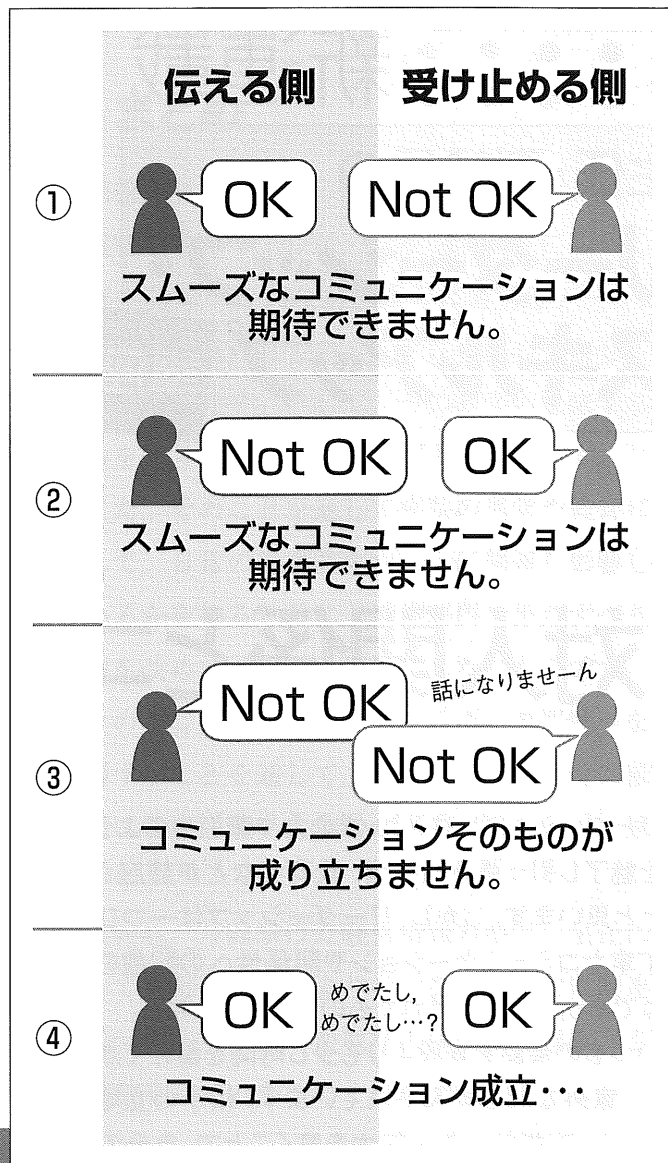 伝える側 受け止める側
① OK Not OK
スムーズなコミュニケーションは
期待できません。
② Not OK OK
スムーズなコミュニケーションは
期待できません。
③ Not OK 話になりませーん
Not OK
コミュニケーションそのものが
成り立ちません。
④ OK めでたし,
めでたし…? OK
コミュニケーション成立･･･